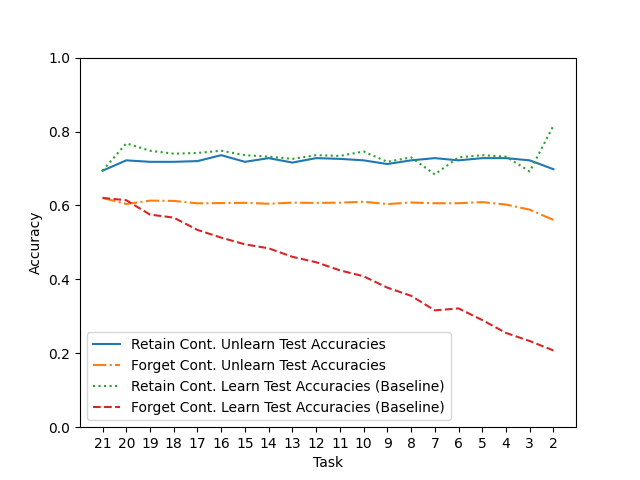 1.0
0.8
0.6
0.4
0.2
0.0
Accuracy
Retain Cont. Unlearn Test Accuracies
Forget Cont. Unlearn Test Accuracies
Retain Cont. Learn Test Accuracies (Baseline)
Forget Cont. Learn Test Accuracies (Baseline)
21 20 19 18 17 16 15 14 13 12 11 10 9 8 7 6 5 4 3 2
Task